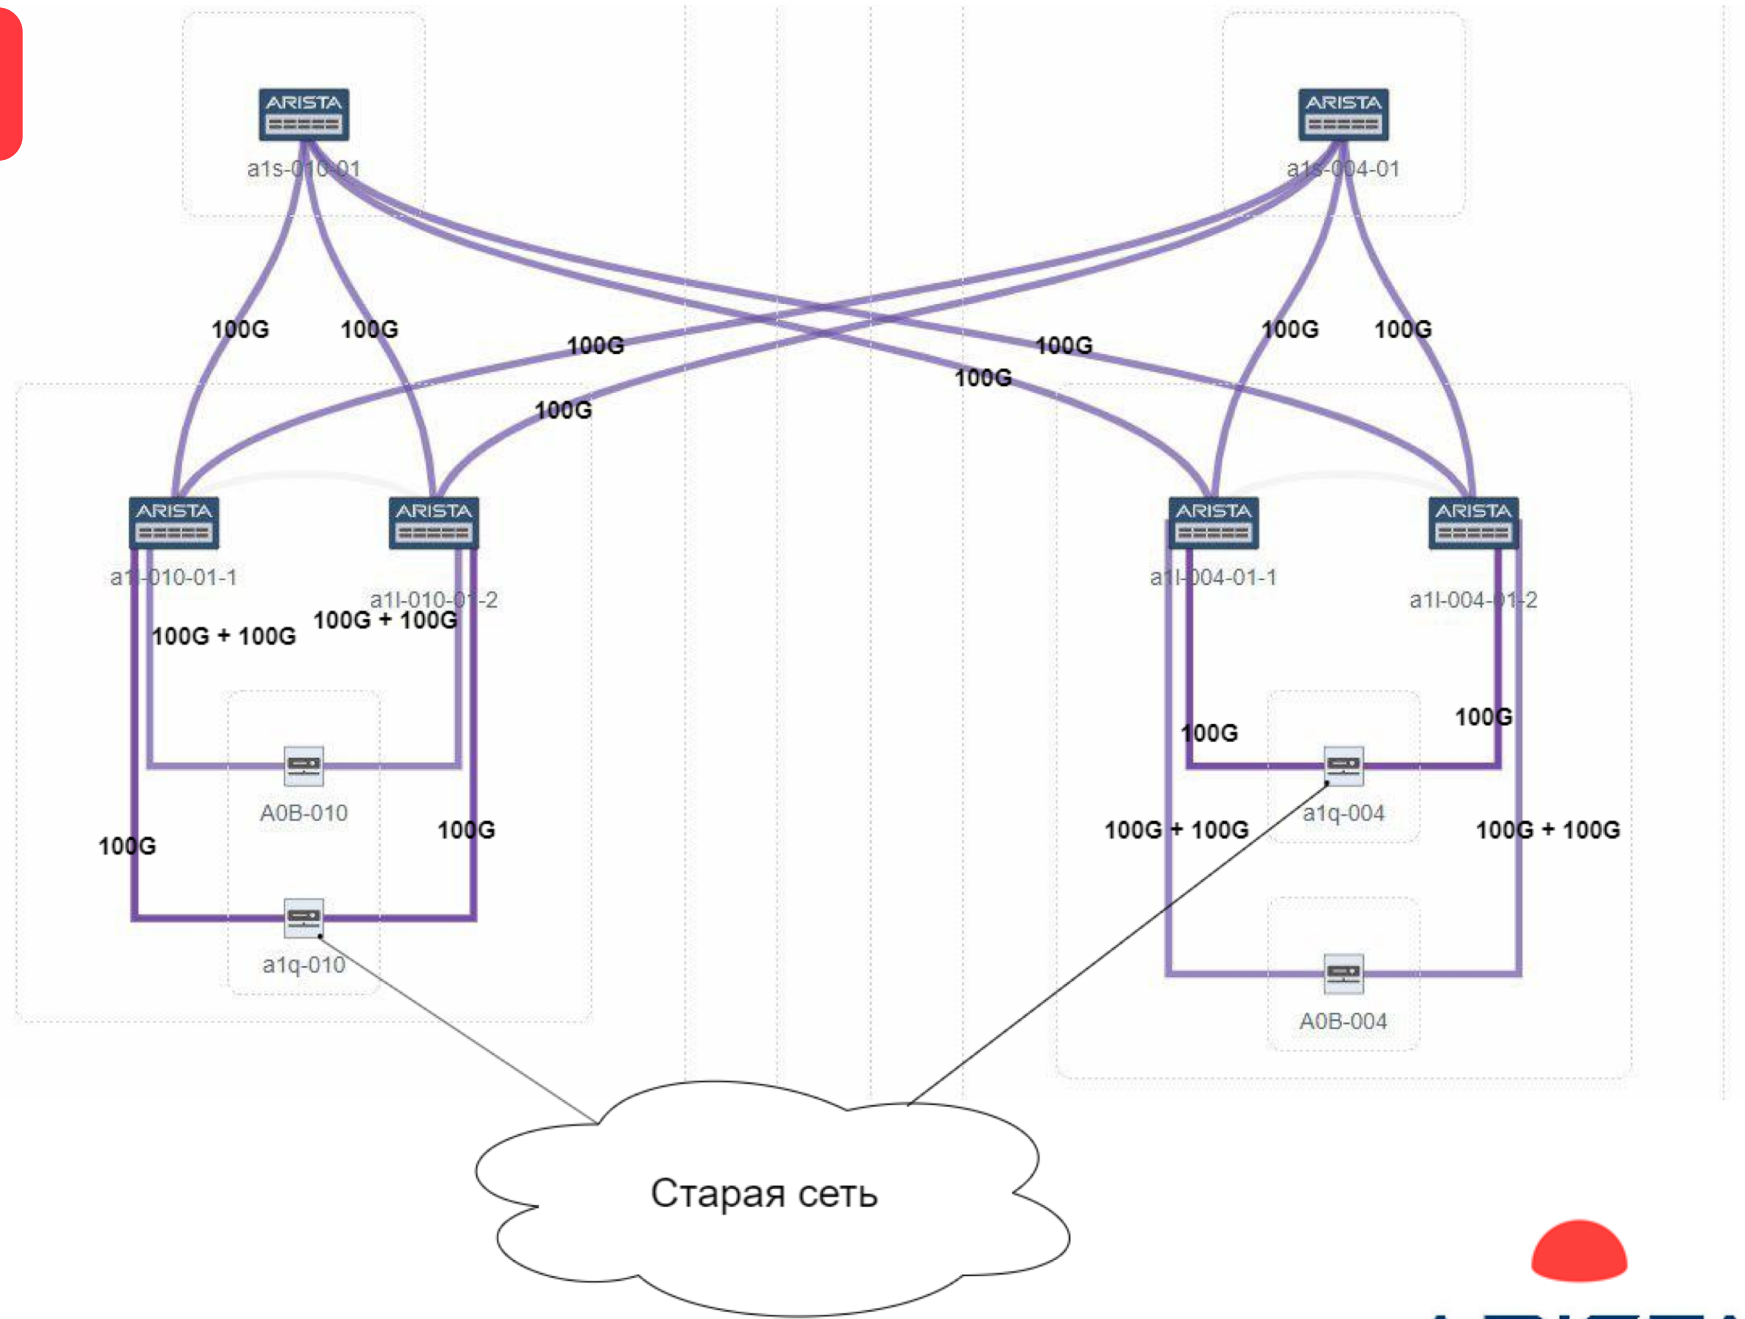 ARISTA
ARISTA
a1s-010-01
a1s-004-01
100G
100G
100G
100G
100G
100G
100G
100G
ARISTA
ARISTA
ARISTA
ARISTA
a1l-010-01-1
a1l-010-01-2
a1l-004-01-1
a1l-004-01-2
100G + 100G
100G + 100G
100G
100G
A0B-010
a1q-004
100G
100G
100G + 100G
100G + 100G
a1q-010
A0B-004
Старая сеть